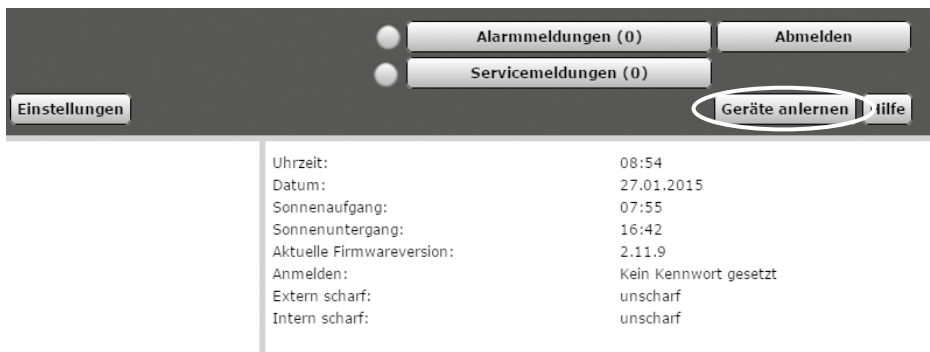 Alarmmeldungen (0) Abmelden
Servicemeldungen (0)
Einstellungen Geräte anlernen Hilfe
Uhrzeit: 08:54
Datum: 27.01.2015
Sonnenaufgang: 07:55
Sonnenuntergang: 16:42
Aktuelle Firmwareversion: 2.11.9
Anmelden: Kein Kennwort gesetzt
Extern scharf: unscharf
Intern scharf: unscharf